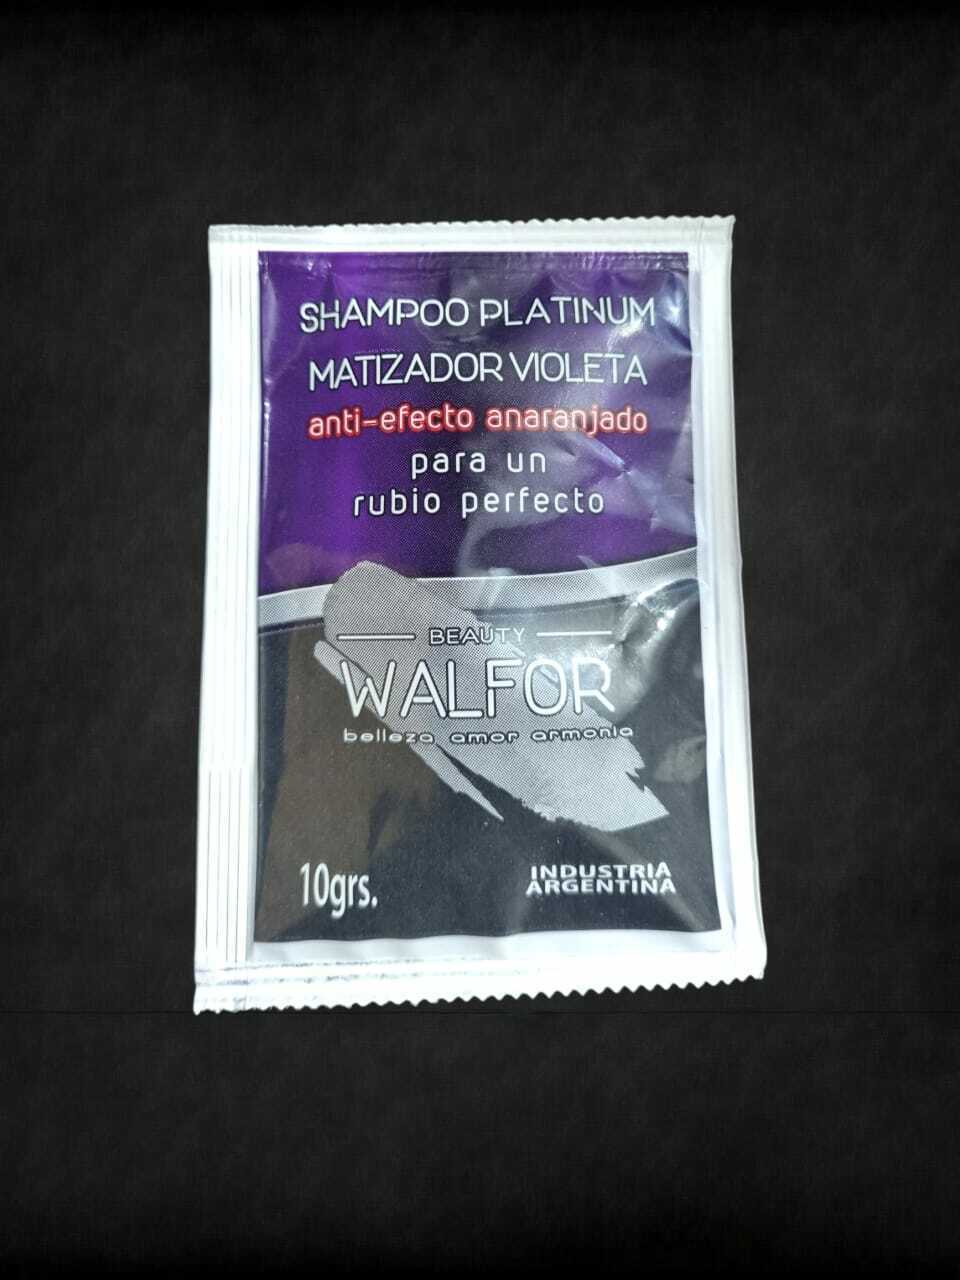 SHAMPOO PLATINUM
MATIZADOR VIOLETA
anti-efecto anaranjado
para un
rubio perfecto
BEAUTY
WALFOR
belleza amor armonia
10grs.
INDUSTRIA
ARGENTINA